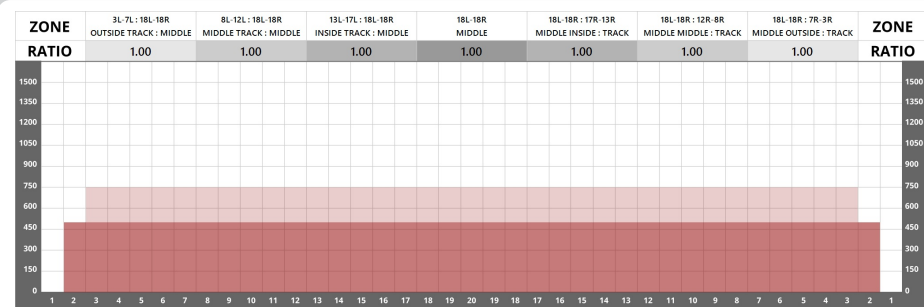 ZONE 3L-7L : 18L-18R 8L-12L : 18L-18R 13L-17L : 18L-18R 18L-18R 18L-18R : 17R-13R 18L-18R : 12R-8R 18L-18R : 7R-3R ZONE
OUTSIDE TRACK : MIDDLE MIDDLE TRACK : MIDDLE INSIDE TRACK : MIDDLE MIDDLE MIDDLE INSIDE : TRACK MIDDLE MIDDLE : TRACK MIDDLE OUTSIDE : TRACK
RATIO 1.00 1.00 1.00 1.00 1.00 1.00 1.00 RATIO
1500 1500
1350 1350
1200 1200
1050 1050
900 900
750 750
600 600
450 450
300 300
150 150
0 0
1 2 3 4 5 6 7 8 9 10 11 12 13 14 15 16 17 18 19 20 19 18 17 16 15 14 13 12 11 10 9 8 7 6 5 4 3 2 1